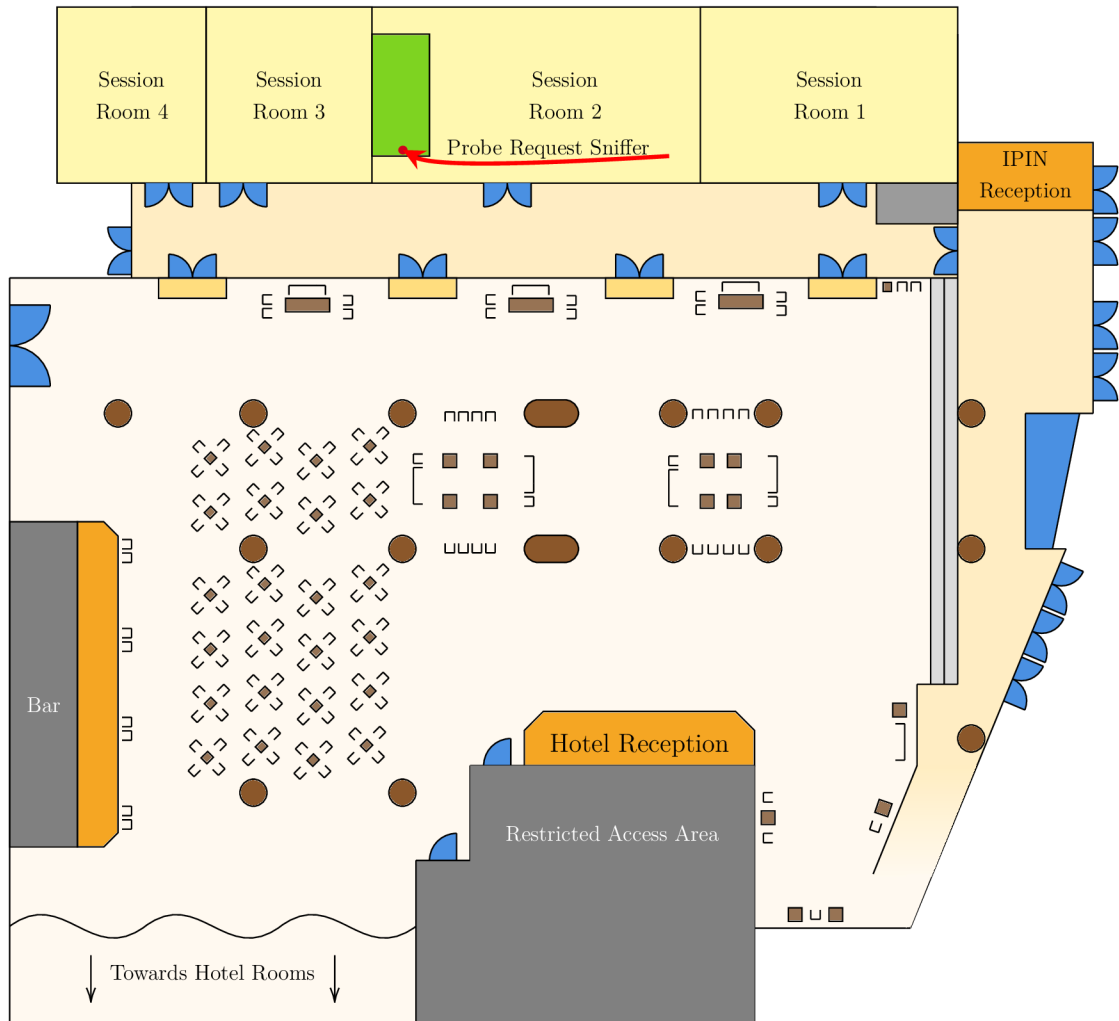 Session
Room 4
Session
Room 3
Session
Room 2
Session
Room 1
Probe Request Sniffer
IPIN
Reception
Bar
Hotel Reception
Restricted Access Area
Towards Hotel Rooms